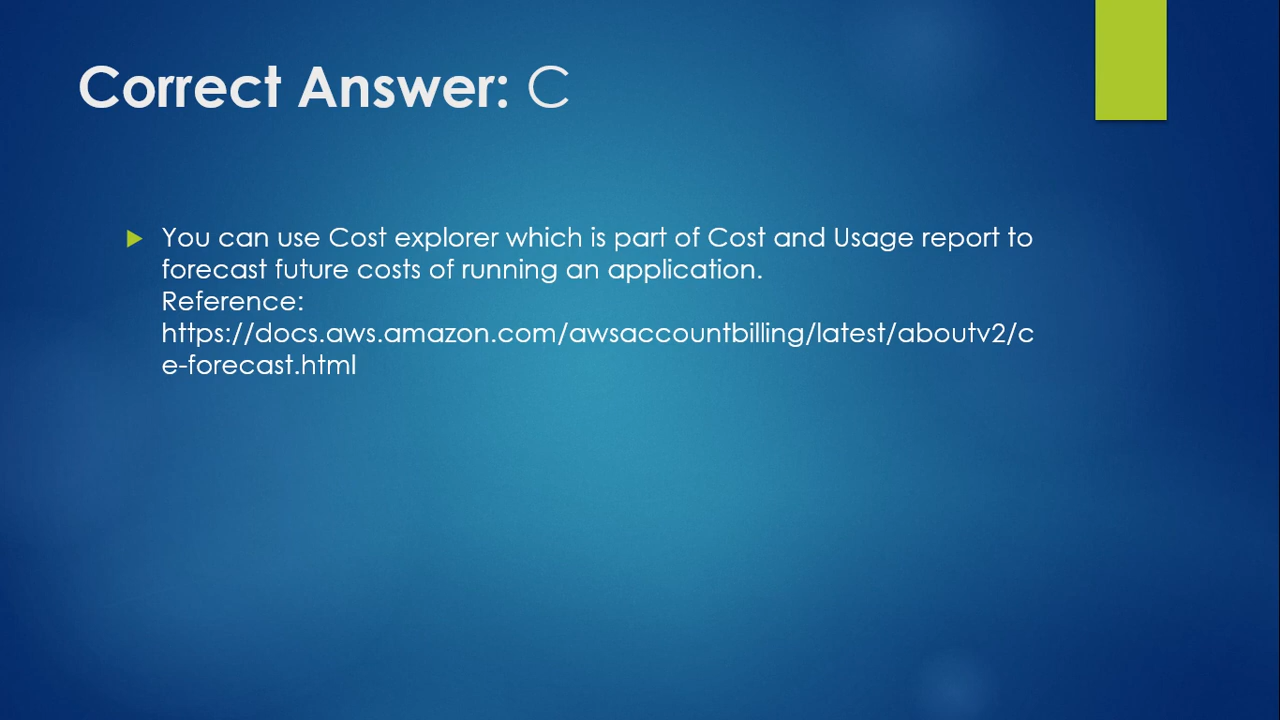 Correct Answer: C
You can use Cost explorer which is part of Cost and Usage report to
forecast future costs of running an application.
Reference:
https://docs.aws.amazon.com/awsaccountbilling/latest/aboutv2/c
e-forecast.html